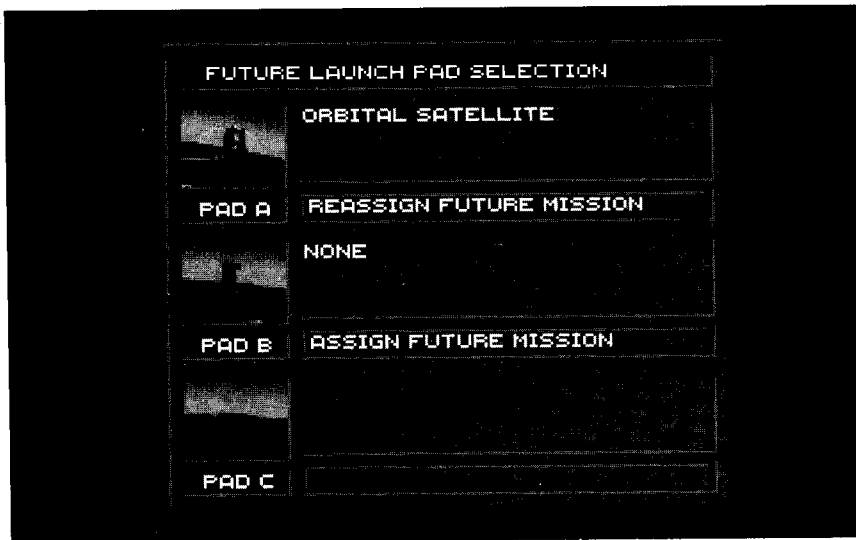 FUTURE LAUNCH PAD SELECTION
ORBITAL SATELLITE
PAD A
REASSIGN FUTURE MISSION
NONE
PAD B
ASSIGN FUTURE MISSION
PAD C